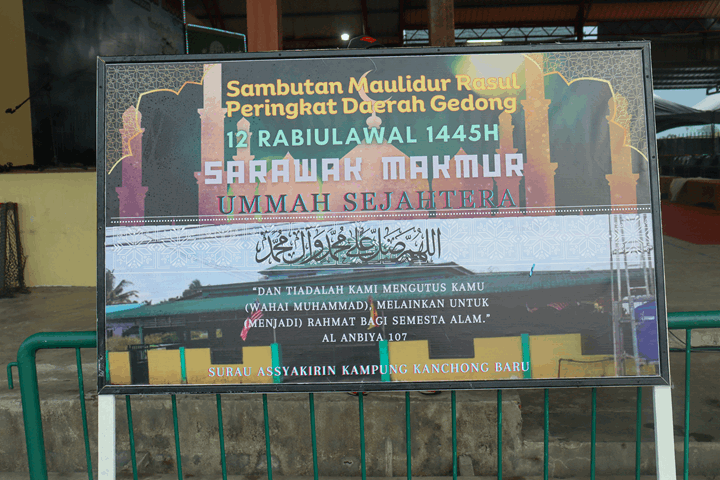 Sambutan Maulidur Rasul
Peringkat Daerah Gedong
12 RABIULAWAL 1445H
SARAWAK MAKMUR
UMMAH SEJAHTERA
اللهم صل على محمد وآل محمد
“DAN TIADALAH KAMI MENGUTUS KAMU
(WAHAI MUHAMMAD), MELAINKAN UNTUK
(MENJADI) RAHMAT BAGI SEMESTA ALAM.”
AL ANBIYA 107
SURAU ASSYAKIRIN KAMPUNG KANCHONG BARU